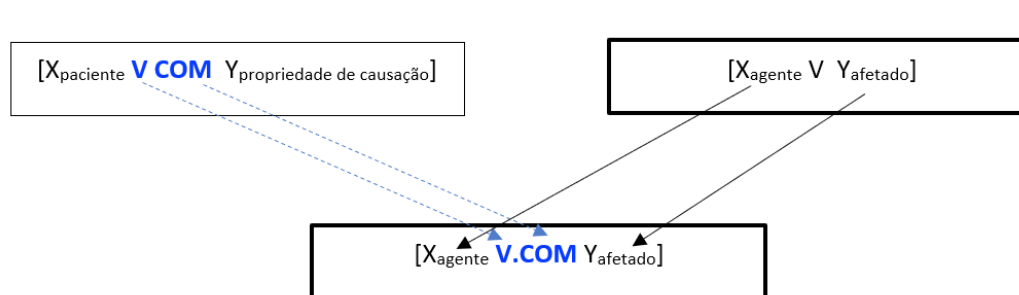 [Xpaciente V COM Ypropriedade de causação]
[Xagente V Yafetado]
[Xagente V.COM Yafetado]